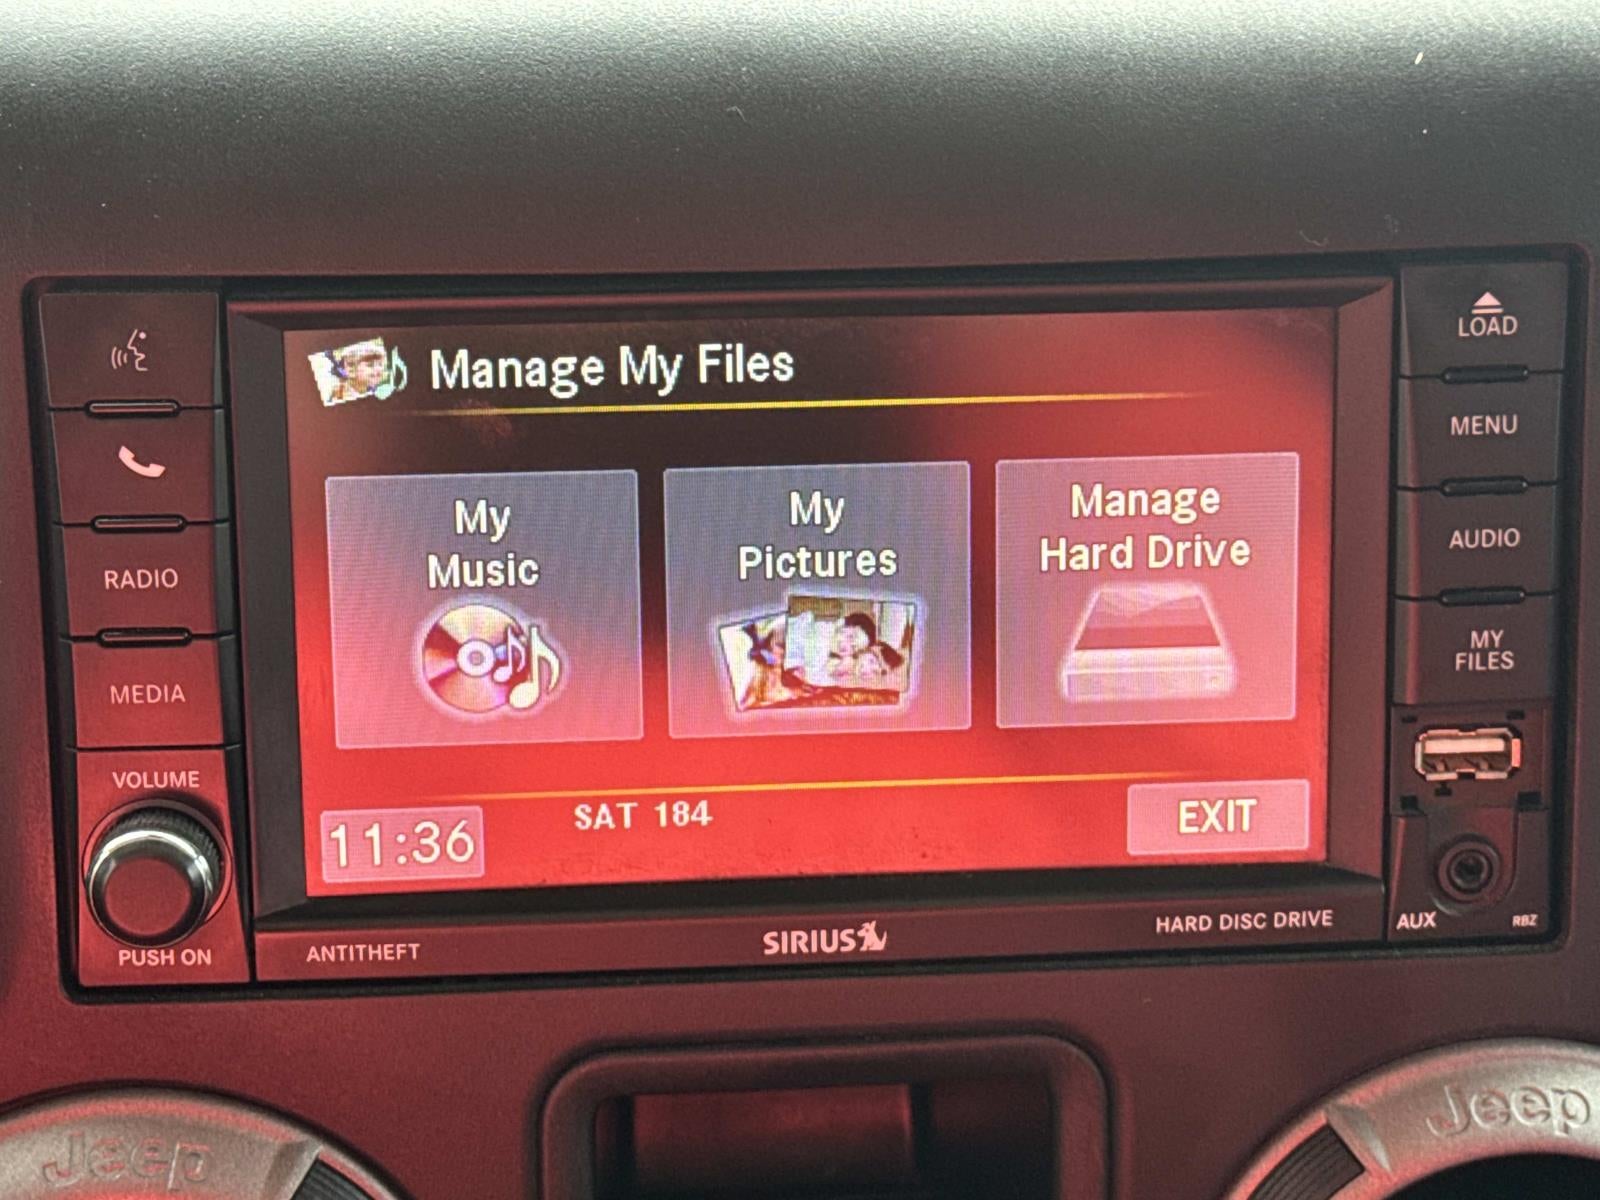 Manage My Files
My
Music
My
Pictures
Manage
Hard Drive
11:36
SAT 184
EXIT
RADIO
MEDIA
VOLUME
PUSH ON
LOAD
MENU
AUDIO
MY
FILES
AUX
RBZ
ANTITHEFT
SIRIUS
HARD DISC DRIVE
Jeep
Jeep